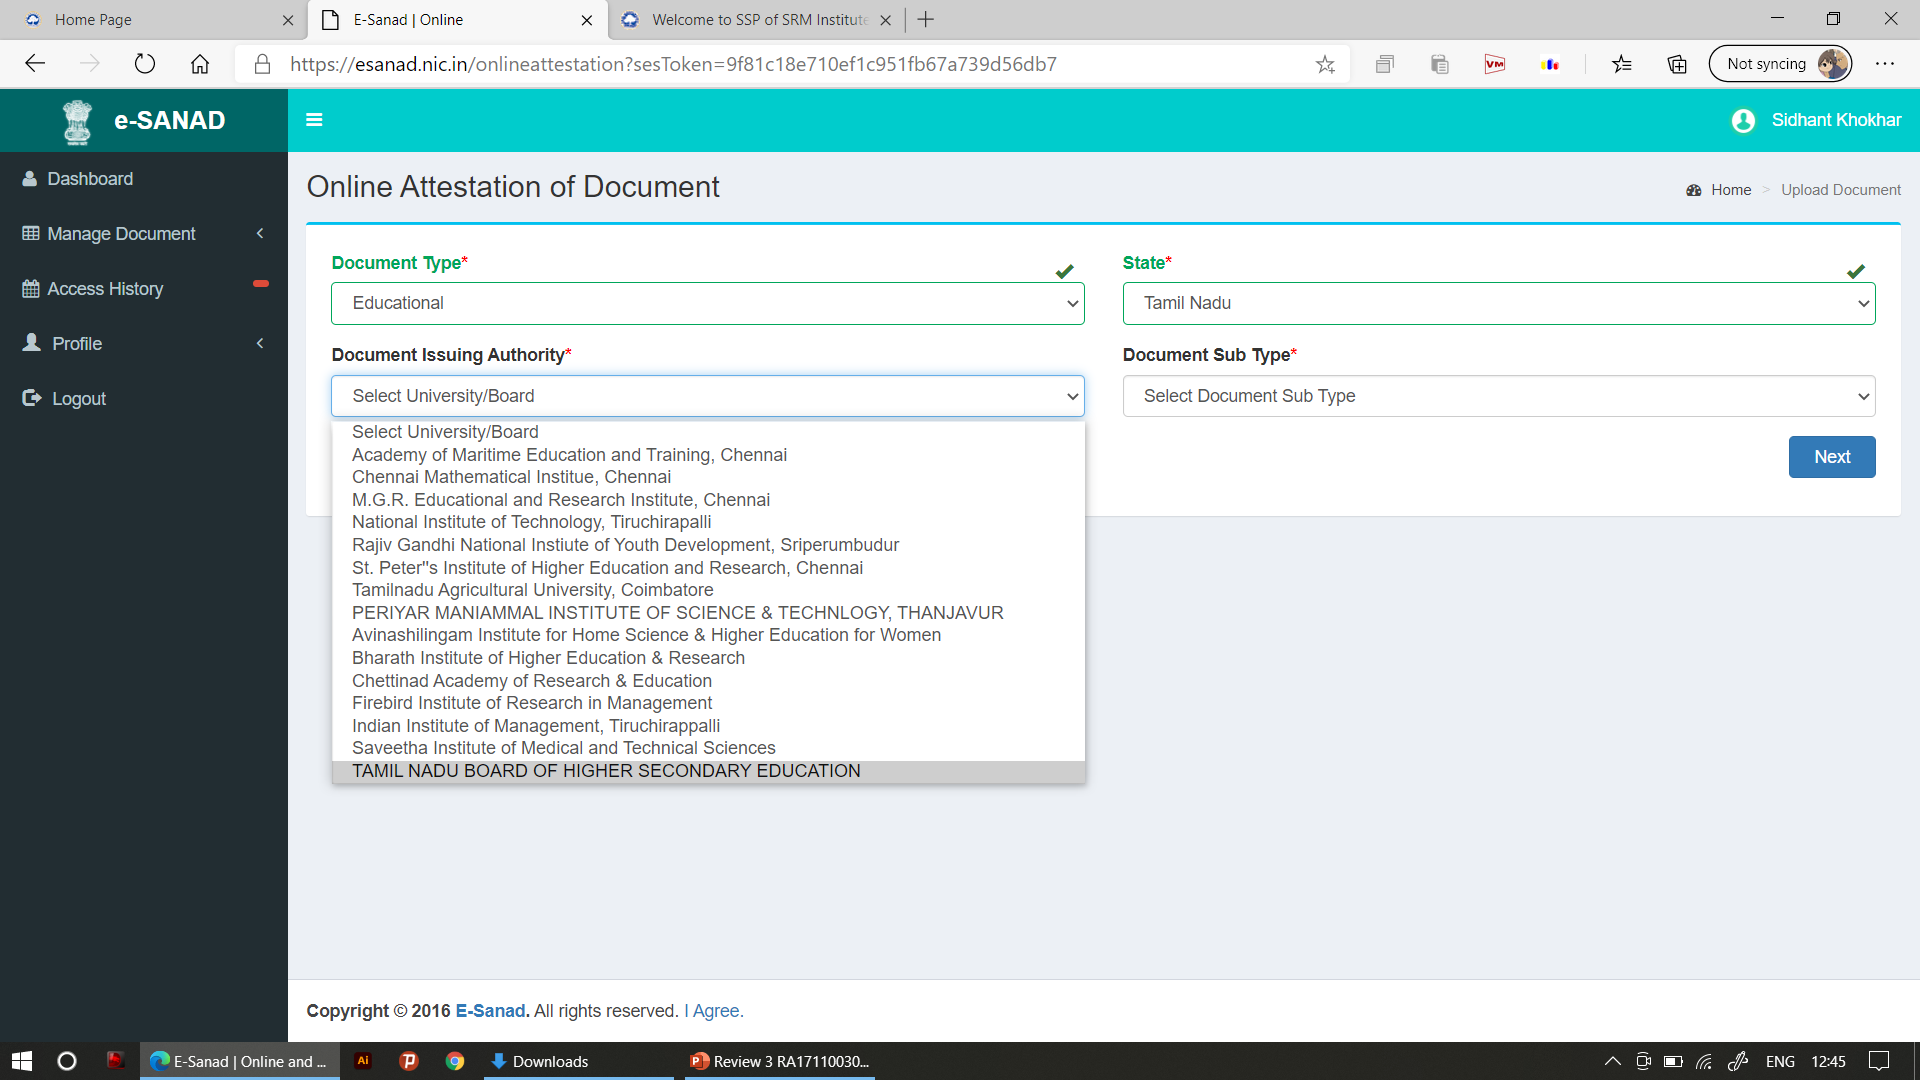 Home Page
E-Sanad | Online
Welcome to SSP of SRM Institute
https://esanad.nic.in/onlineattestation?sesToken=9f81c18e710ef1c951fb67a739d56db7
VM
Not syncing
e-SANAD
Sidhant Khokhar
Dashboard
Manage Document
Access History
Profile
Logout
Online Attestation of Document
Home > Upload Document
Document Type*
State*
Educational
Tamil Nadu
Document Issuing Authority*
Document Sub Type*
Select University/Board
Select Document Sub Type
Select University/Board
Academy of Maritime Education and Training, Chennai
Chennai Mathematical Institue, Chennai
M.G.R. Educational and Research Institute, Chennai
National Institute of Technology, Tiruchirapalli
Rajiv Gandhi National Instiute of Youth Development, Sriperumbudur
St. Peter''s Institute of Higher Education and Research, Chennai
Tamilnadu Agricultural University, Coimbatore
PERIYAR MANIAMMAL INSTITUTE OF SCIENCE & TECHNLOGY, THANJAVUR
Avinashilingam Institute for Home Science & Higher Education for Women
Bharath Institute of Higher Education & Research
Chettinad Academy of Research & Education
Firebird Institute of Research in Management
Indian Institute of Management, Tiruchirappalli
Saveetha Institute of Medical and Technical Sciences
TAMIL NADU BOARD OF HIGHER SECONDARY EDUCATION
Next
Copyright © 2016 E-Sanad. All rights reserved. I Agree.
E-Sanad | Online and ...
Ai
Downloads
Review 3 RA17110030...
ENG
12:45